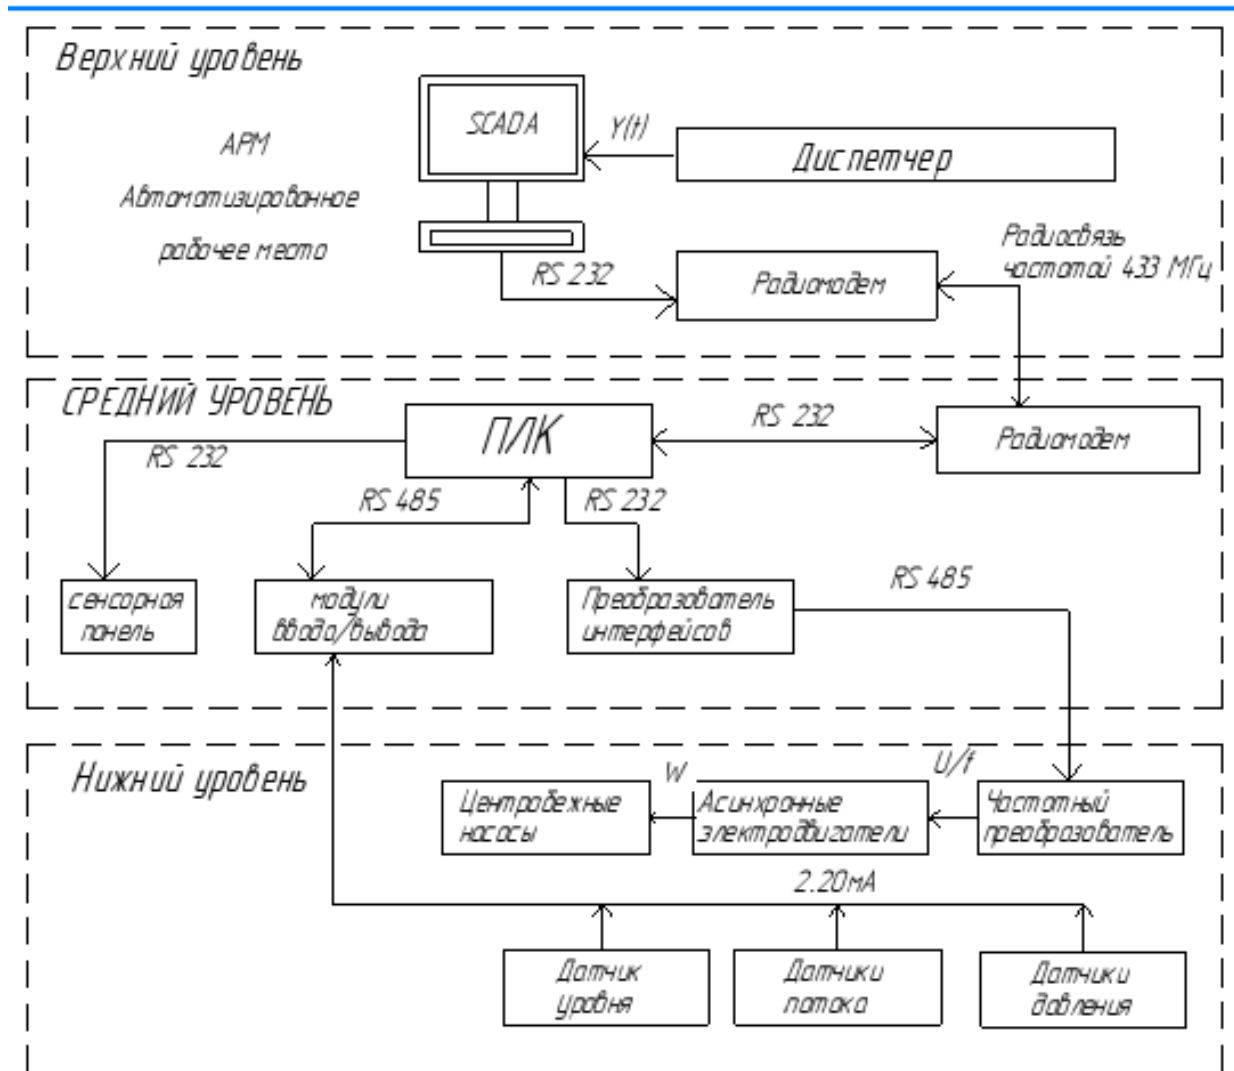 Верхний уровень
АРМ
Автоматизированное
рабочее место
SCADA
Y(t)
Диспетчер
RS 232
Радиомодем
Радиосвязь
частотой 433 МГц
СРЕДНИЙ УРОВЕНЬ
ПЛК
RS 232
Радиомодем
RS 232
RS 485
RS 232
сенсорная
панель
модули
ввода/вывода
Преобразователь
интерфейсов
RS 485
Нижний уровень
Центробежные
насосы
W
Асинхронные
электродвигатели
U/f
Частотный
преобразователь
2.20мА
Датчик
уровня
Датчики
потока
Датчики
давления